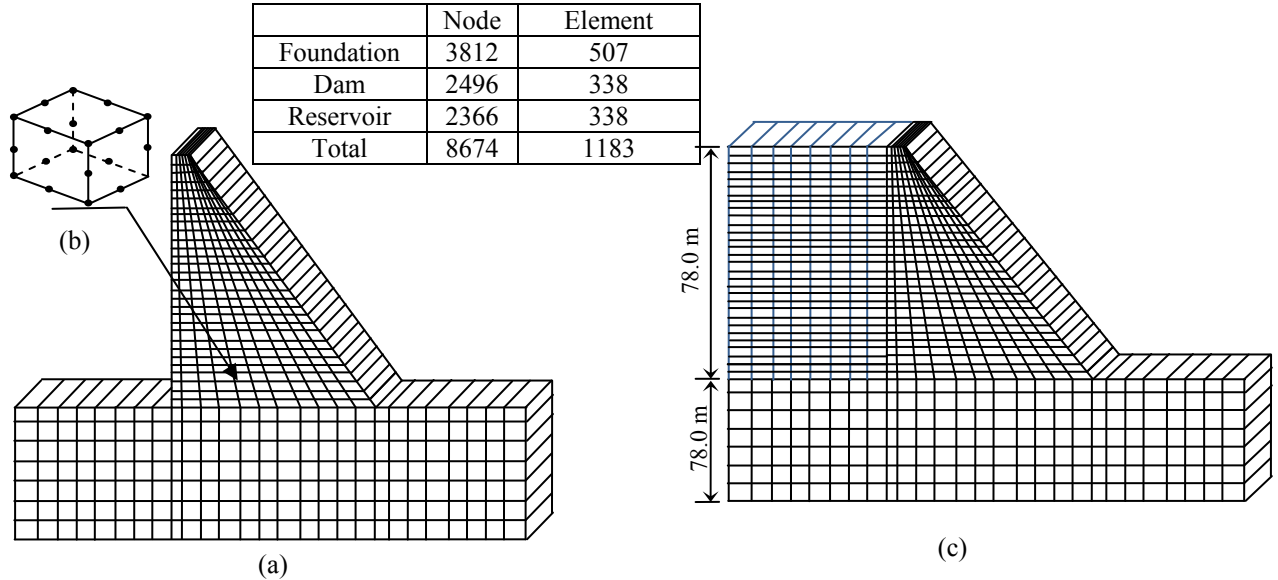 Node Element
Foundation 3812 507
Dam 2496 338
Reservoir 2366 338
Total 8674 1183
(b)
78.0 m
78.0 m
(a)
(c)